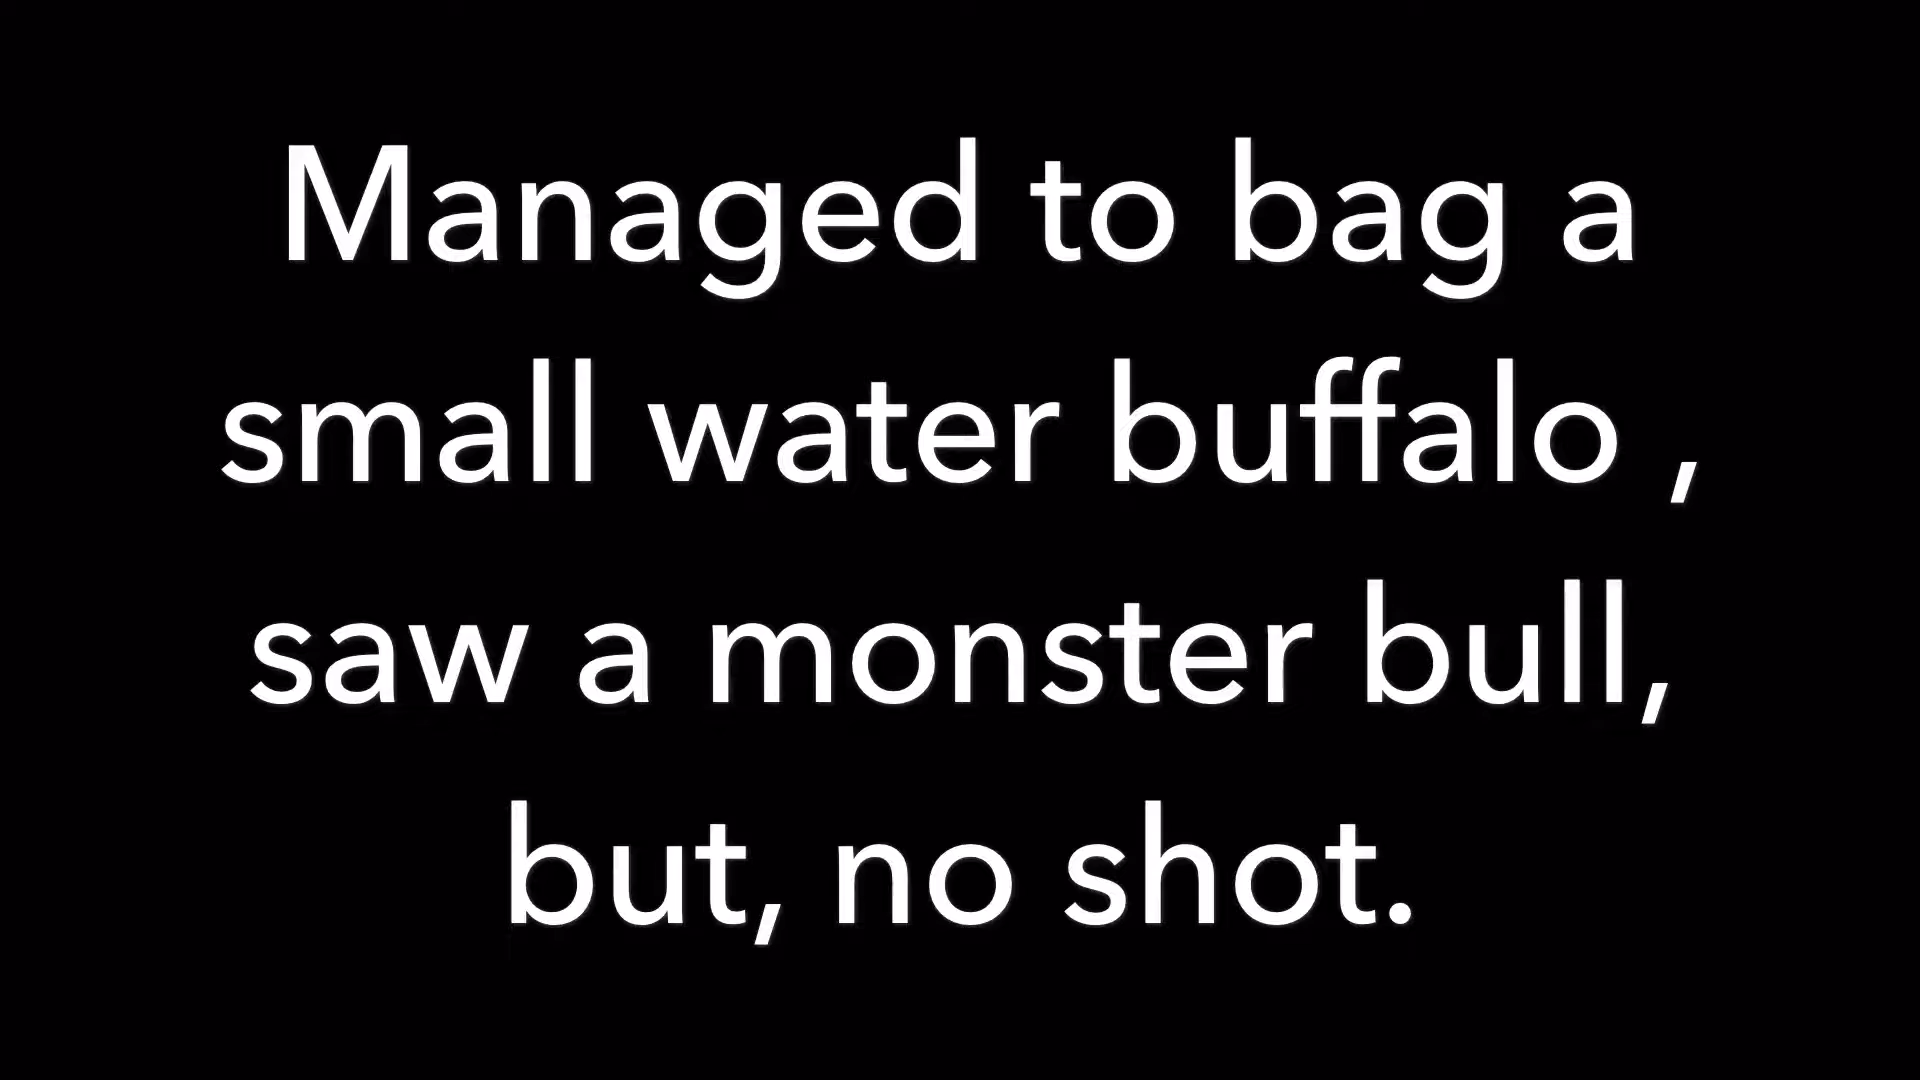 Managed to bag a
small water buffalo ,
saw a monster bull,
but, no shot.